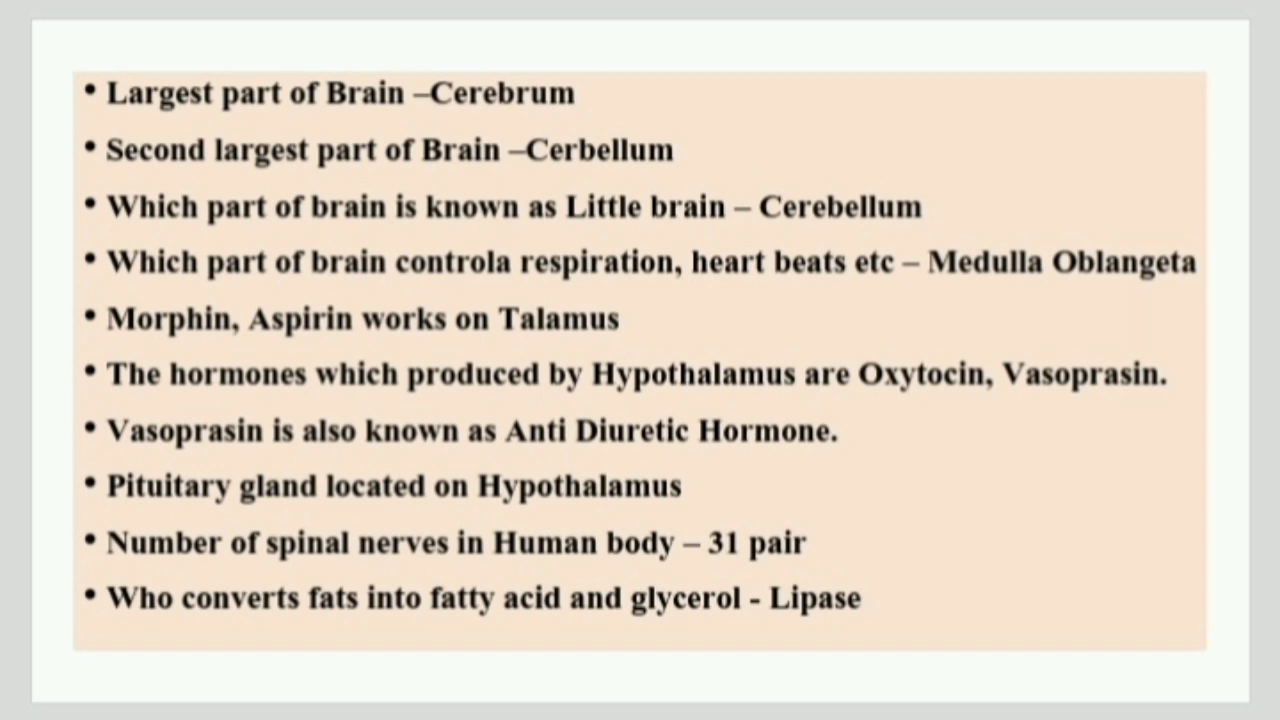 • Largest part of Brain –Cerebrum
• Second largest part of Brain –Cerbellum
• Which part of brain is known as Little brain – Cerebellum
• Which part of brain controla respiration, heart beats etc – Medulla Oblangeta
• Morphin, Aspirin works on Talamus
• The hormones which produced by Hypothalamus are Oxytocin, Vasoprasin.
• Vasoprasin is also known as Anti Diuretic Hormone.
• Pituitary gland located on Hypothalamus
• Number of spinal nerves in Human body – 31 pair
• Who converts fats into fatty acid and glycerol - Lipase